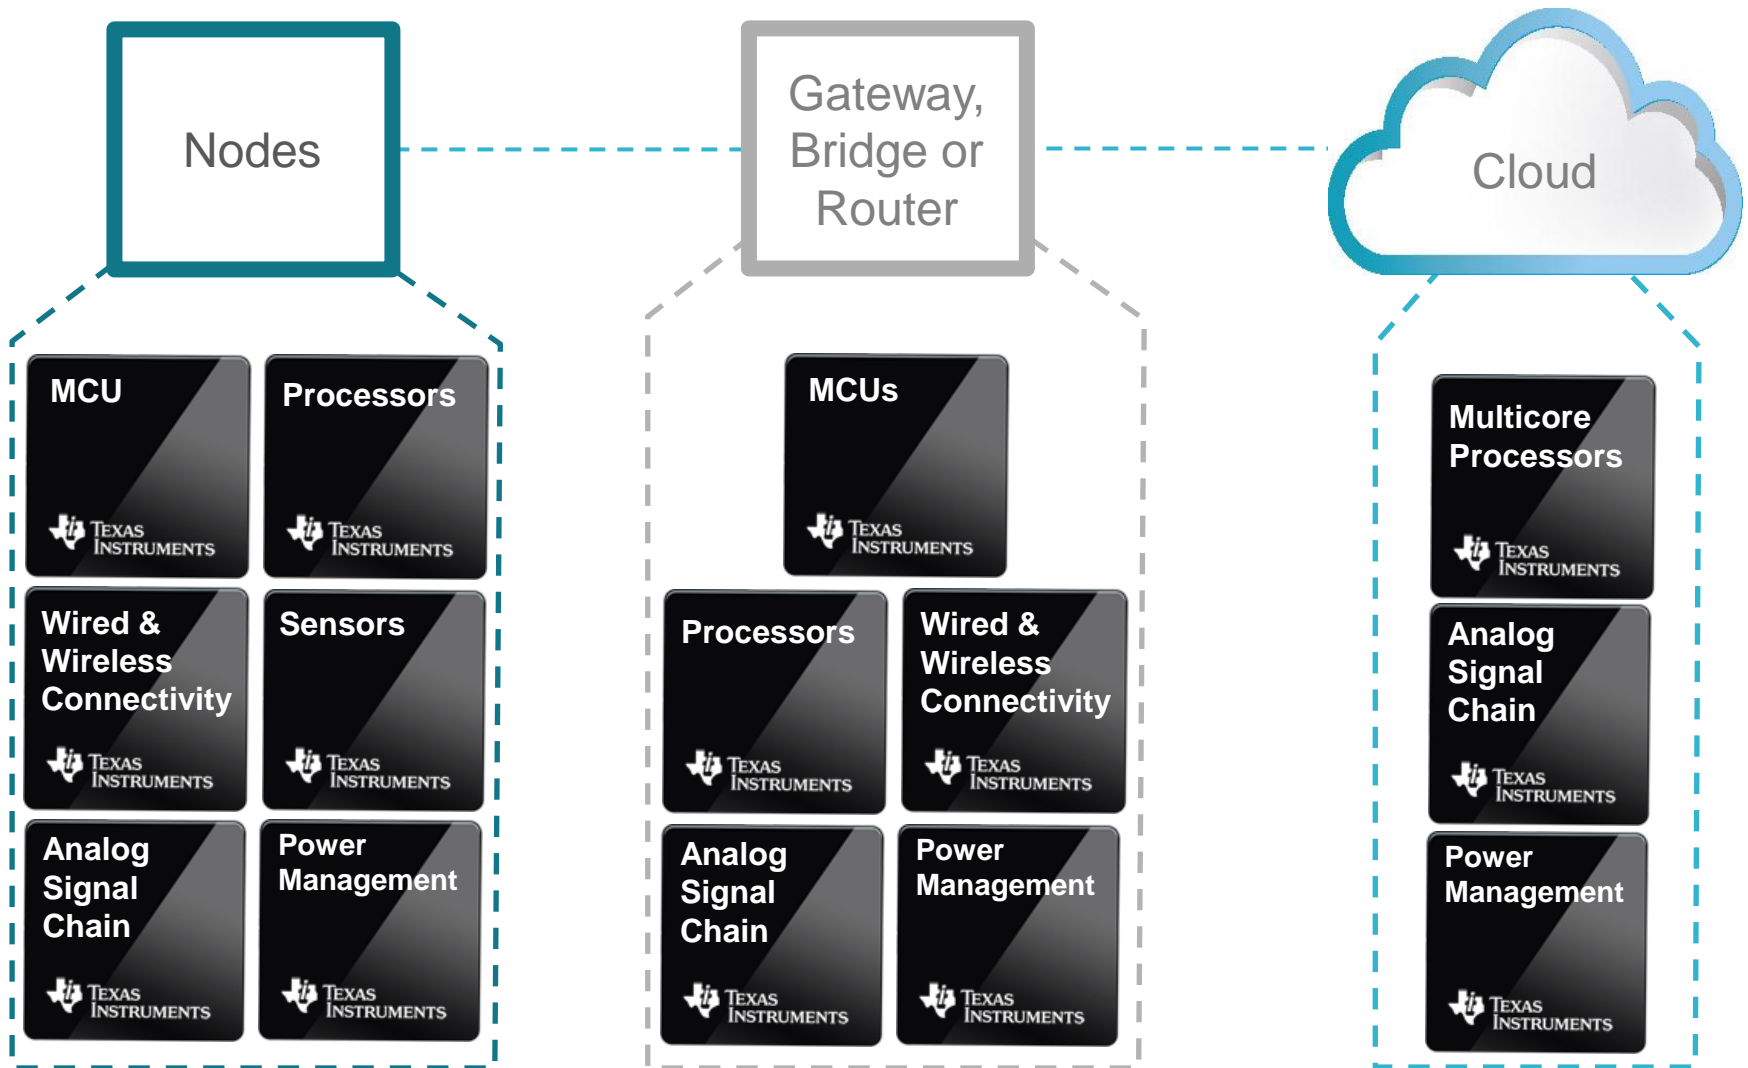 Nodes
Gateway,
Bridge or
Router
Cloud
MCU
TEXAS
INSTRUMENTS
Processors
TEXAS
INSTRUMENTS
Wired &
Wireless
Connectivity
TEXAS
INSTRUMENTS
Sensors
TEXAS
INSTRUMENTS
Analog
Signal
Chain
TEXAS
INSTRUMENTS
Power
Management
TEXAS
INSTRUMENTS
MCUs
TEXAS
INSTRUMENTS
Processors
TEXAS
INSTRUMENTS
Wired &
Wireless
Connectivity
TEXAS
INSTRUMENTS
Analog
Signal
Chain
TEXAS
INSTRUMENTS
Power
Management
TEXAS
INSTRUMENTS
Multicore
Processors
TEXAS
INSTRUMENTS
Analog
Signal
Chain
TEXAS
INSTRUMENTS
Power
Management
TEXAS
INSTRUMENTS